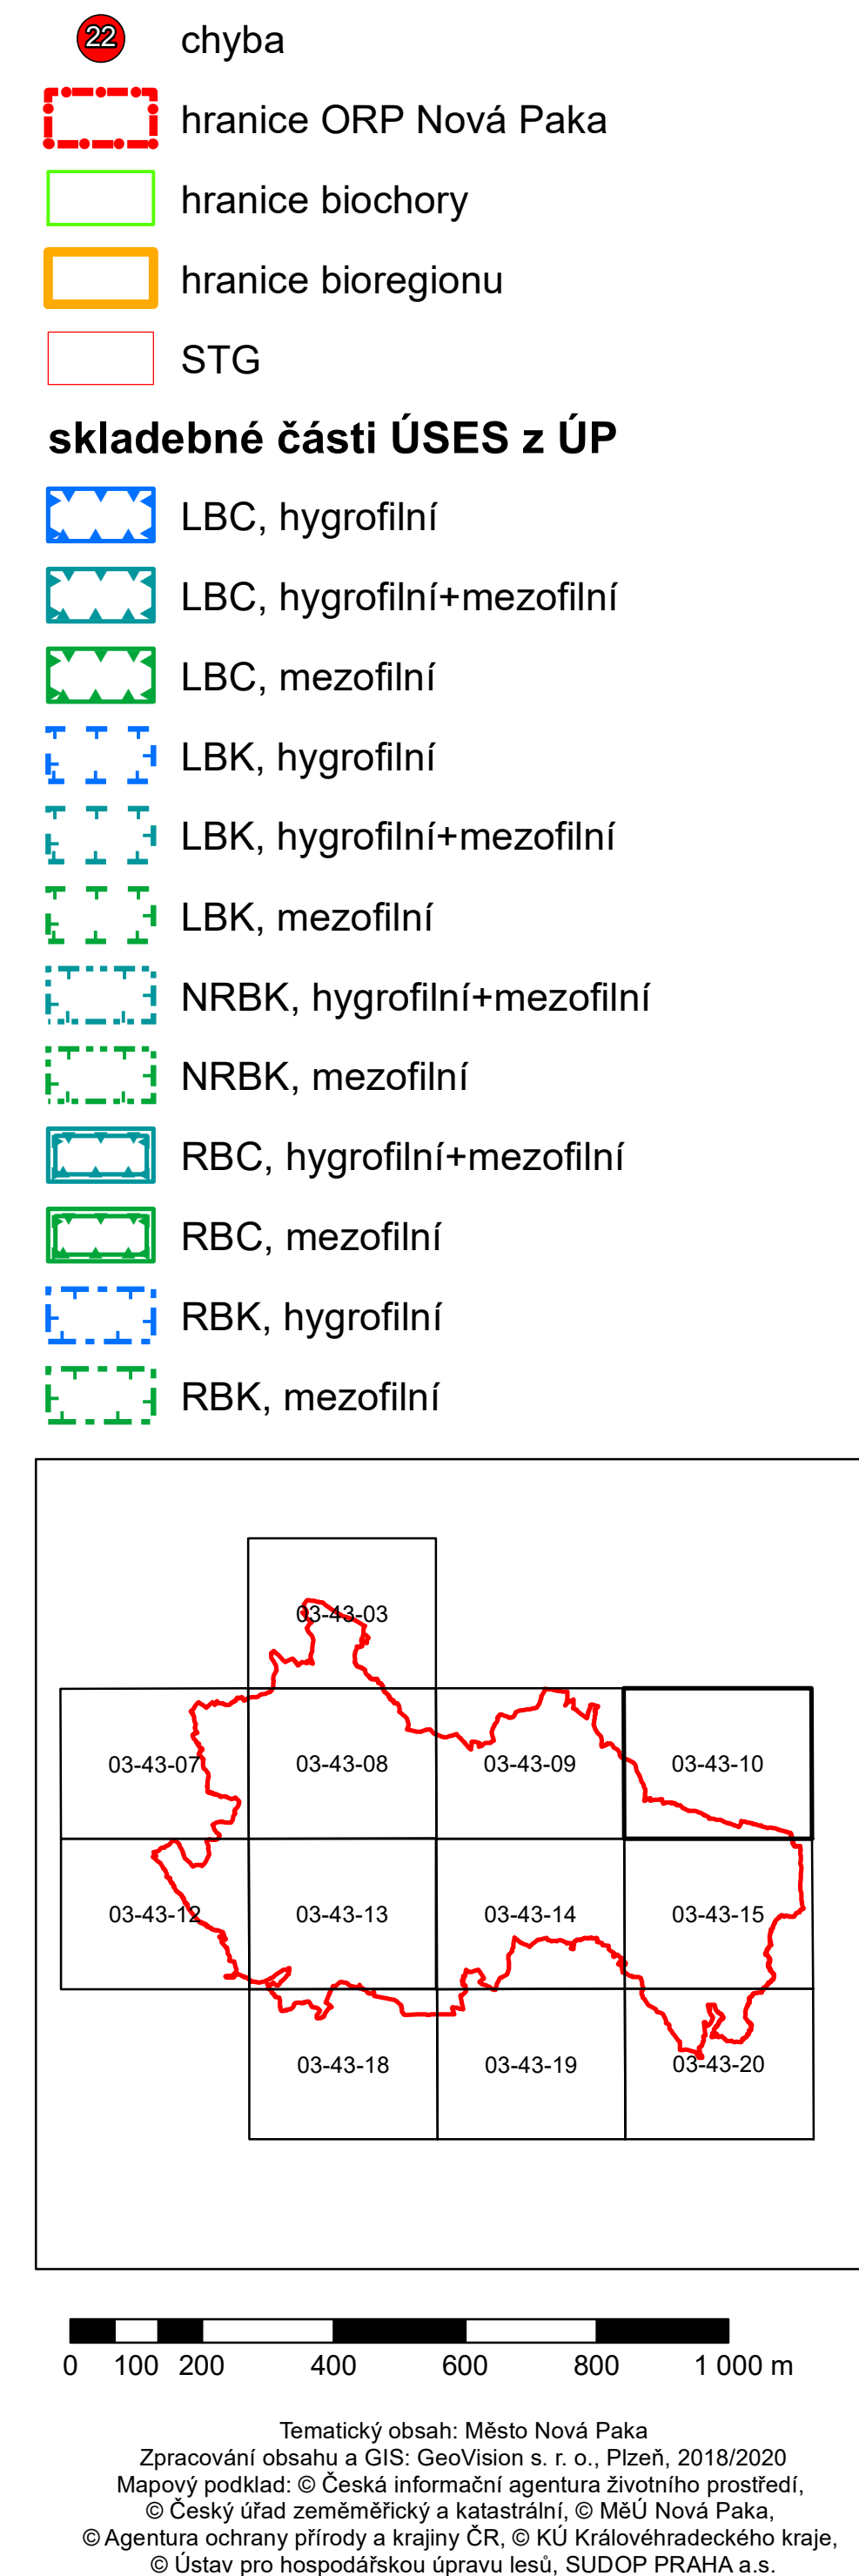 22 chyba
hranice ORP Nová Paka
hranice biochory
hranice bioregionu
STG
skladebné části ÚSES z ÚP
LBC, hygrofilní
LBC, hygrofilní+mezofilní
LBC, mezofilní
LBK, hygrofilní
LBK, hygrofilní+mezofilní
LBK, mezofilní
NRBK, hygrofilní+mezofilní
NRBK, mezofilní
RBC, hygrofilní+mezofilní
RBC, mezofilní
RBK, hygrofilní
RBK, mezofilní
03-43-03
03-43-07 03-43-08 03-43-09 03-43-10
03-43-12 03-43-13 03-43-14 03-43-15
03-43-18 03-43-19 03-43-20
0 100 200 400 600 800 1 000 m
Tematický obsah: Město Nová Paka
Zpracování obsahu a GIS: GeoVision s. r. o., Plzeň, 2018/2020
Mapový podklad: © Česká informační agentura životního prostředí,
© Český úřad zeměměřický a katastrální, © MěÚ Nová Paka,
© Agentura ochrany přírody a krajiny ČR, © KÚ Královéhradeckého kraje,
© Ústav pro hospodářskou úpravu lesů, SUDOP PRAHA a.s.